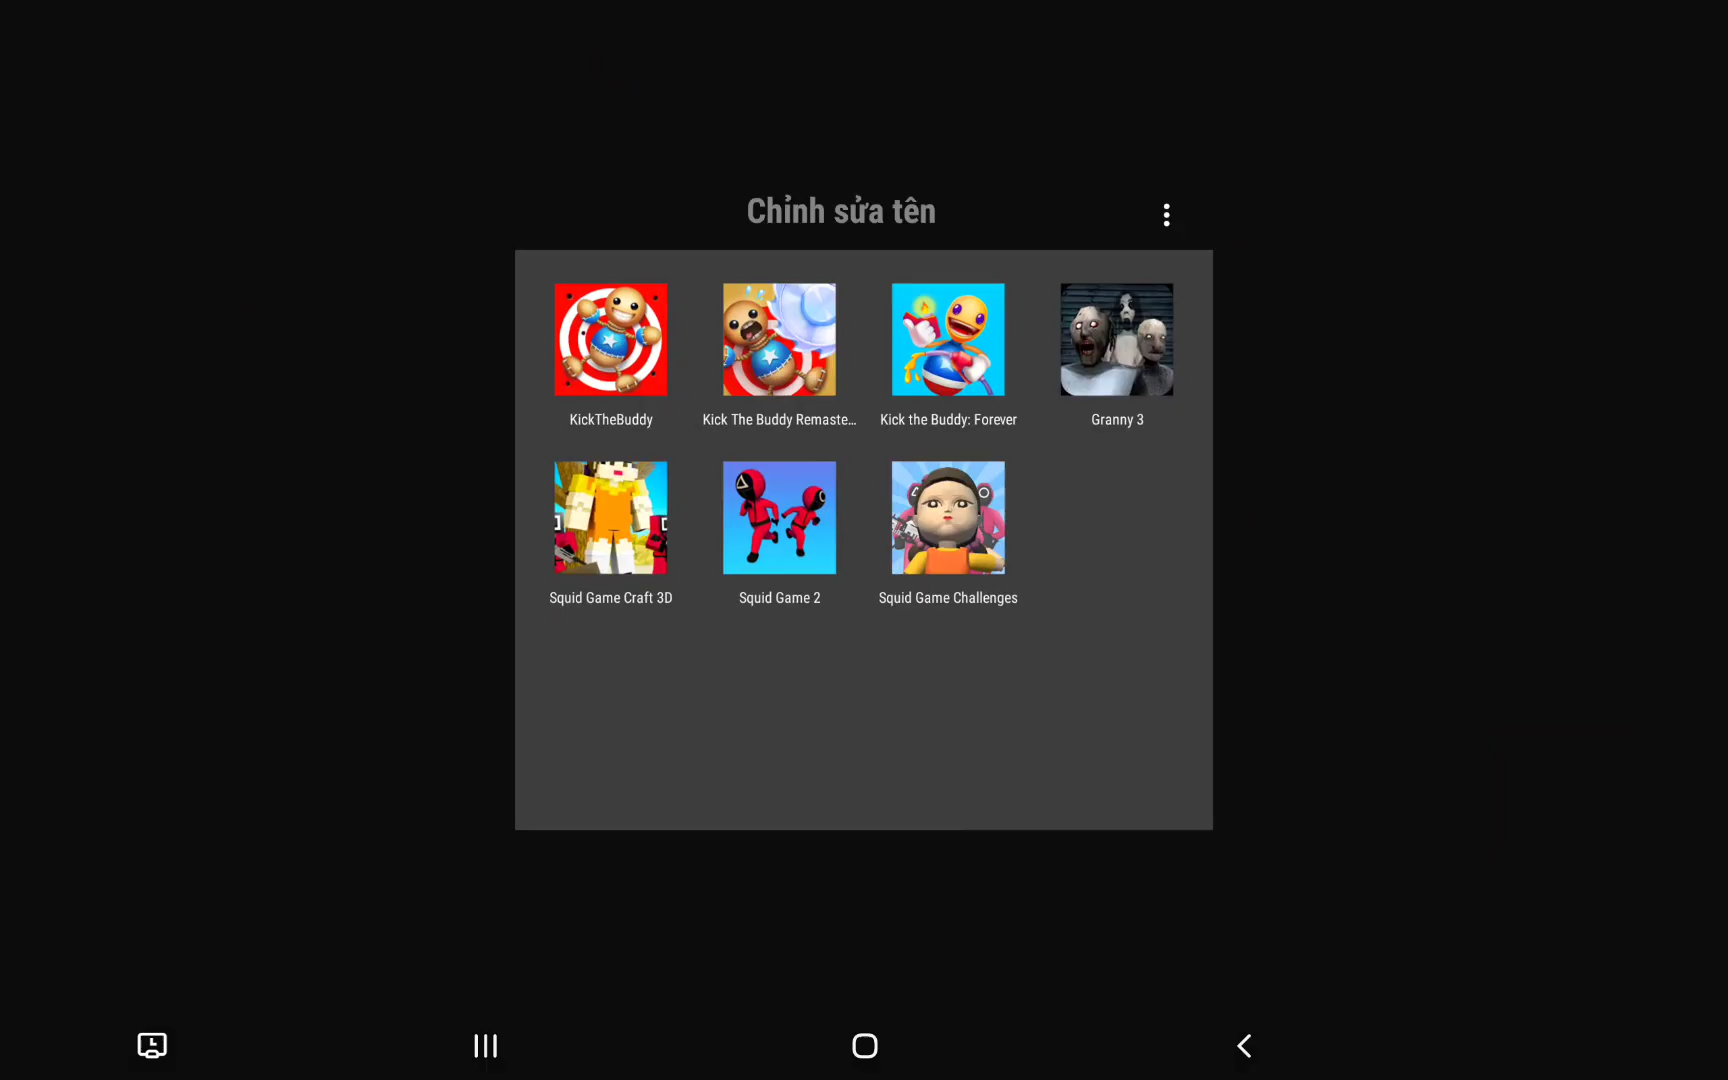 Chỉnh sửa tên
KickTheBuddy
Kick The Buddy Remaste...
Kick the Buddy: Forever
Granny 3
Squid Game Craft 3D
Squid Game 2
Squid Game Challenges